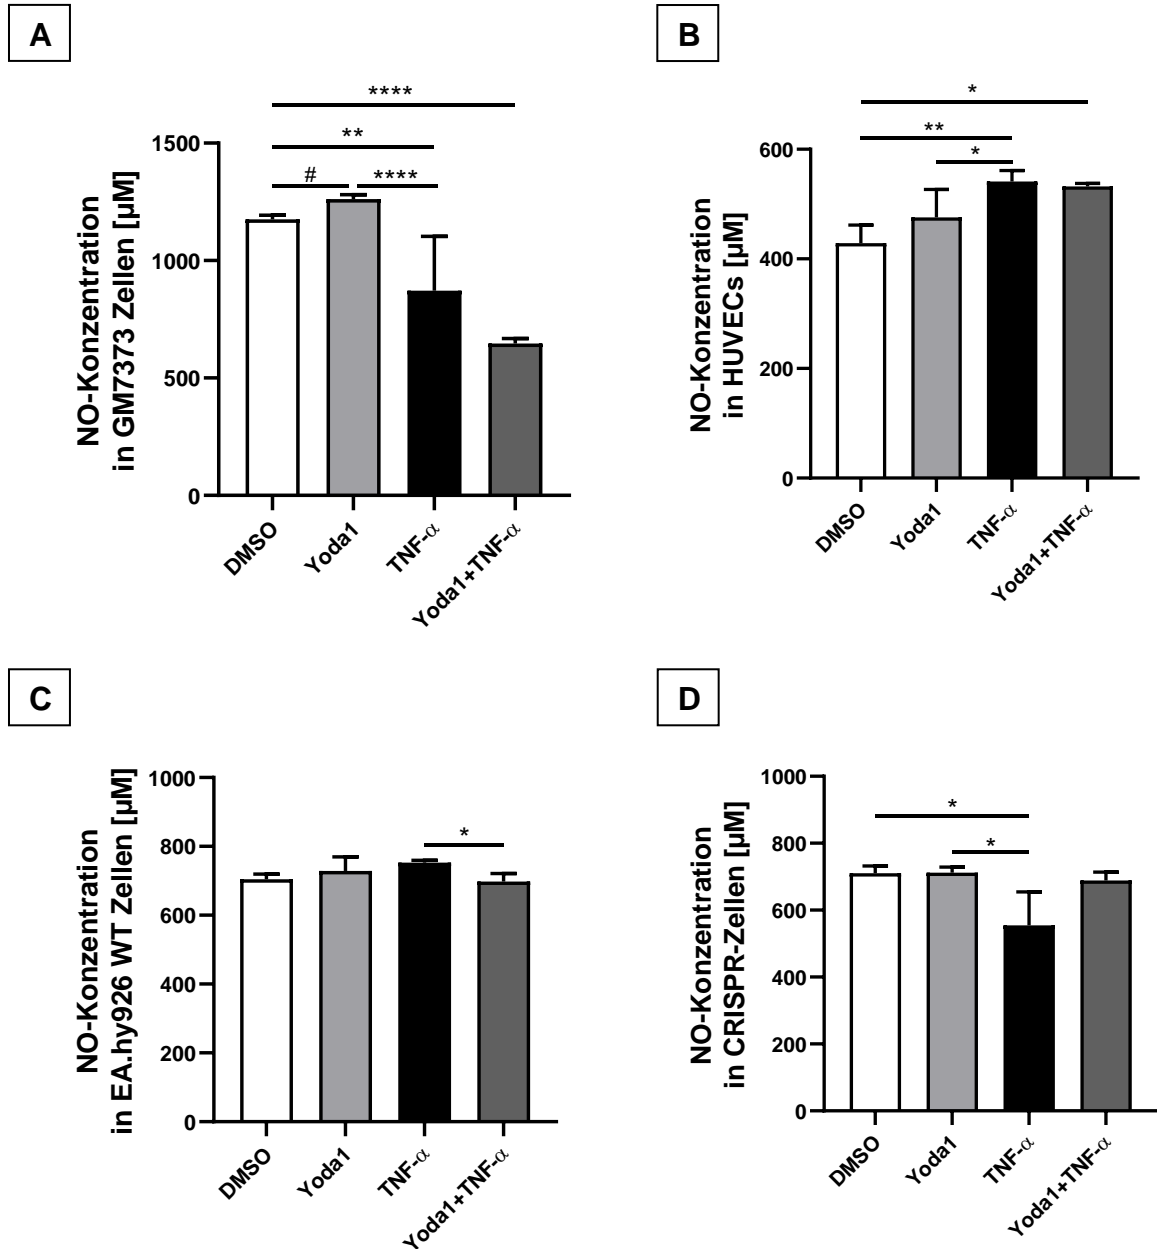 A
****
**
# ****
1500
1000
500
0
NO-Konzentration
in GM7373 Zellen [µM]
DMSO
Yoda1
TNF-α
Yoda1+TNF-α
B
*
**
*
600
400
200
0
NO-Konzentration
in HUVECs [µM]
DMSO
Yoda1
TNF-α
Yoda1+TNF-α
C
*
1000
800
600
400
200
0
NO-Konzentration
in EA.hy926 WT Zellen [µM]
DMSO
Yoda1
TNF-α
Yoda1+TNF-α
D
*
*
1000
800
600
400
200
0
NO-Konzentration
in CRISPR-Zellen [µM]
DMSO
Yoda1
TNF-α
Yoda1+TNF-α